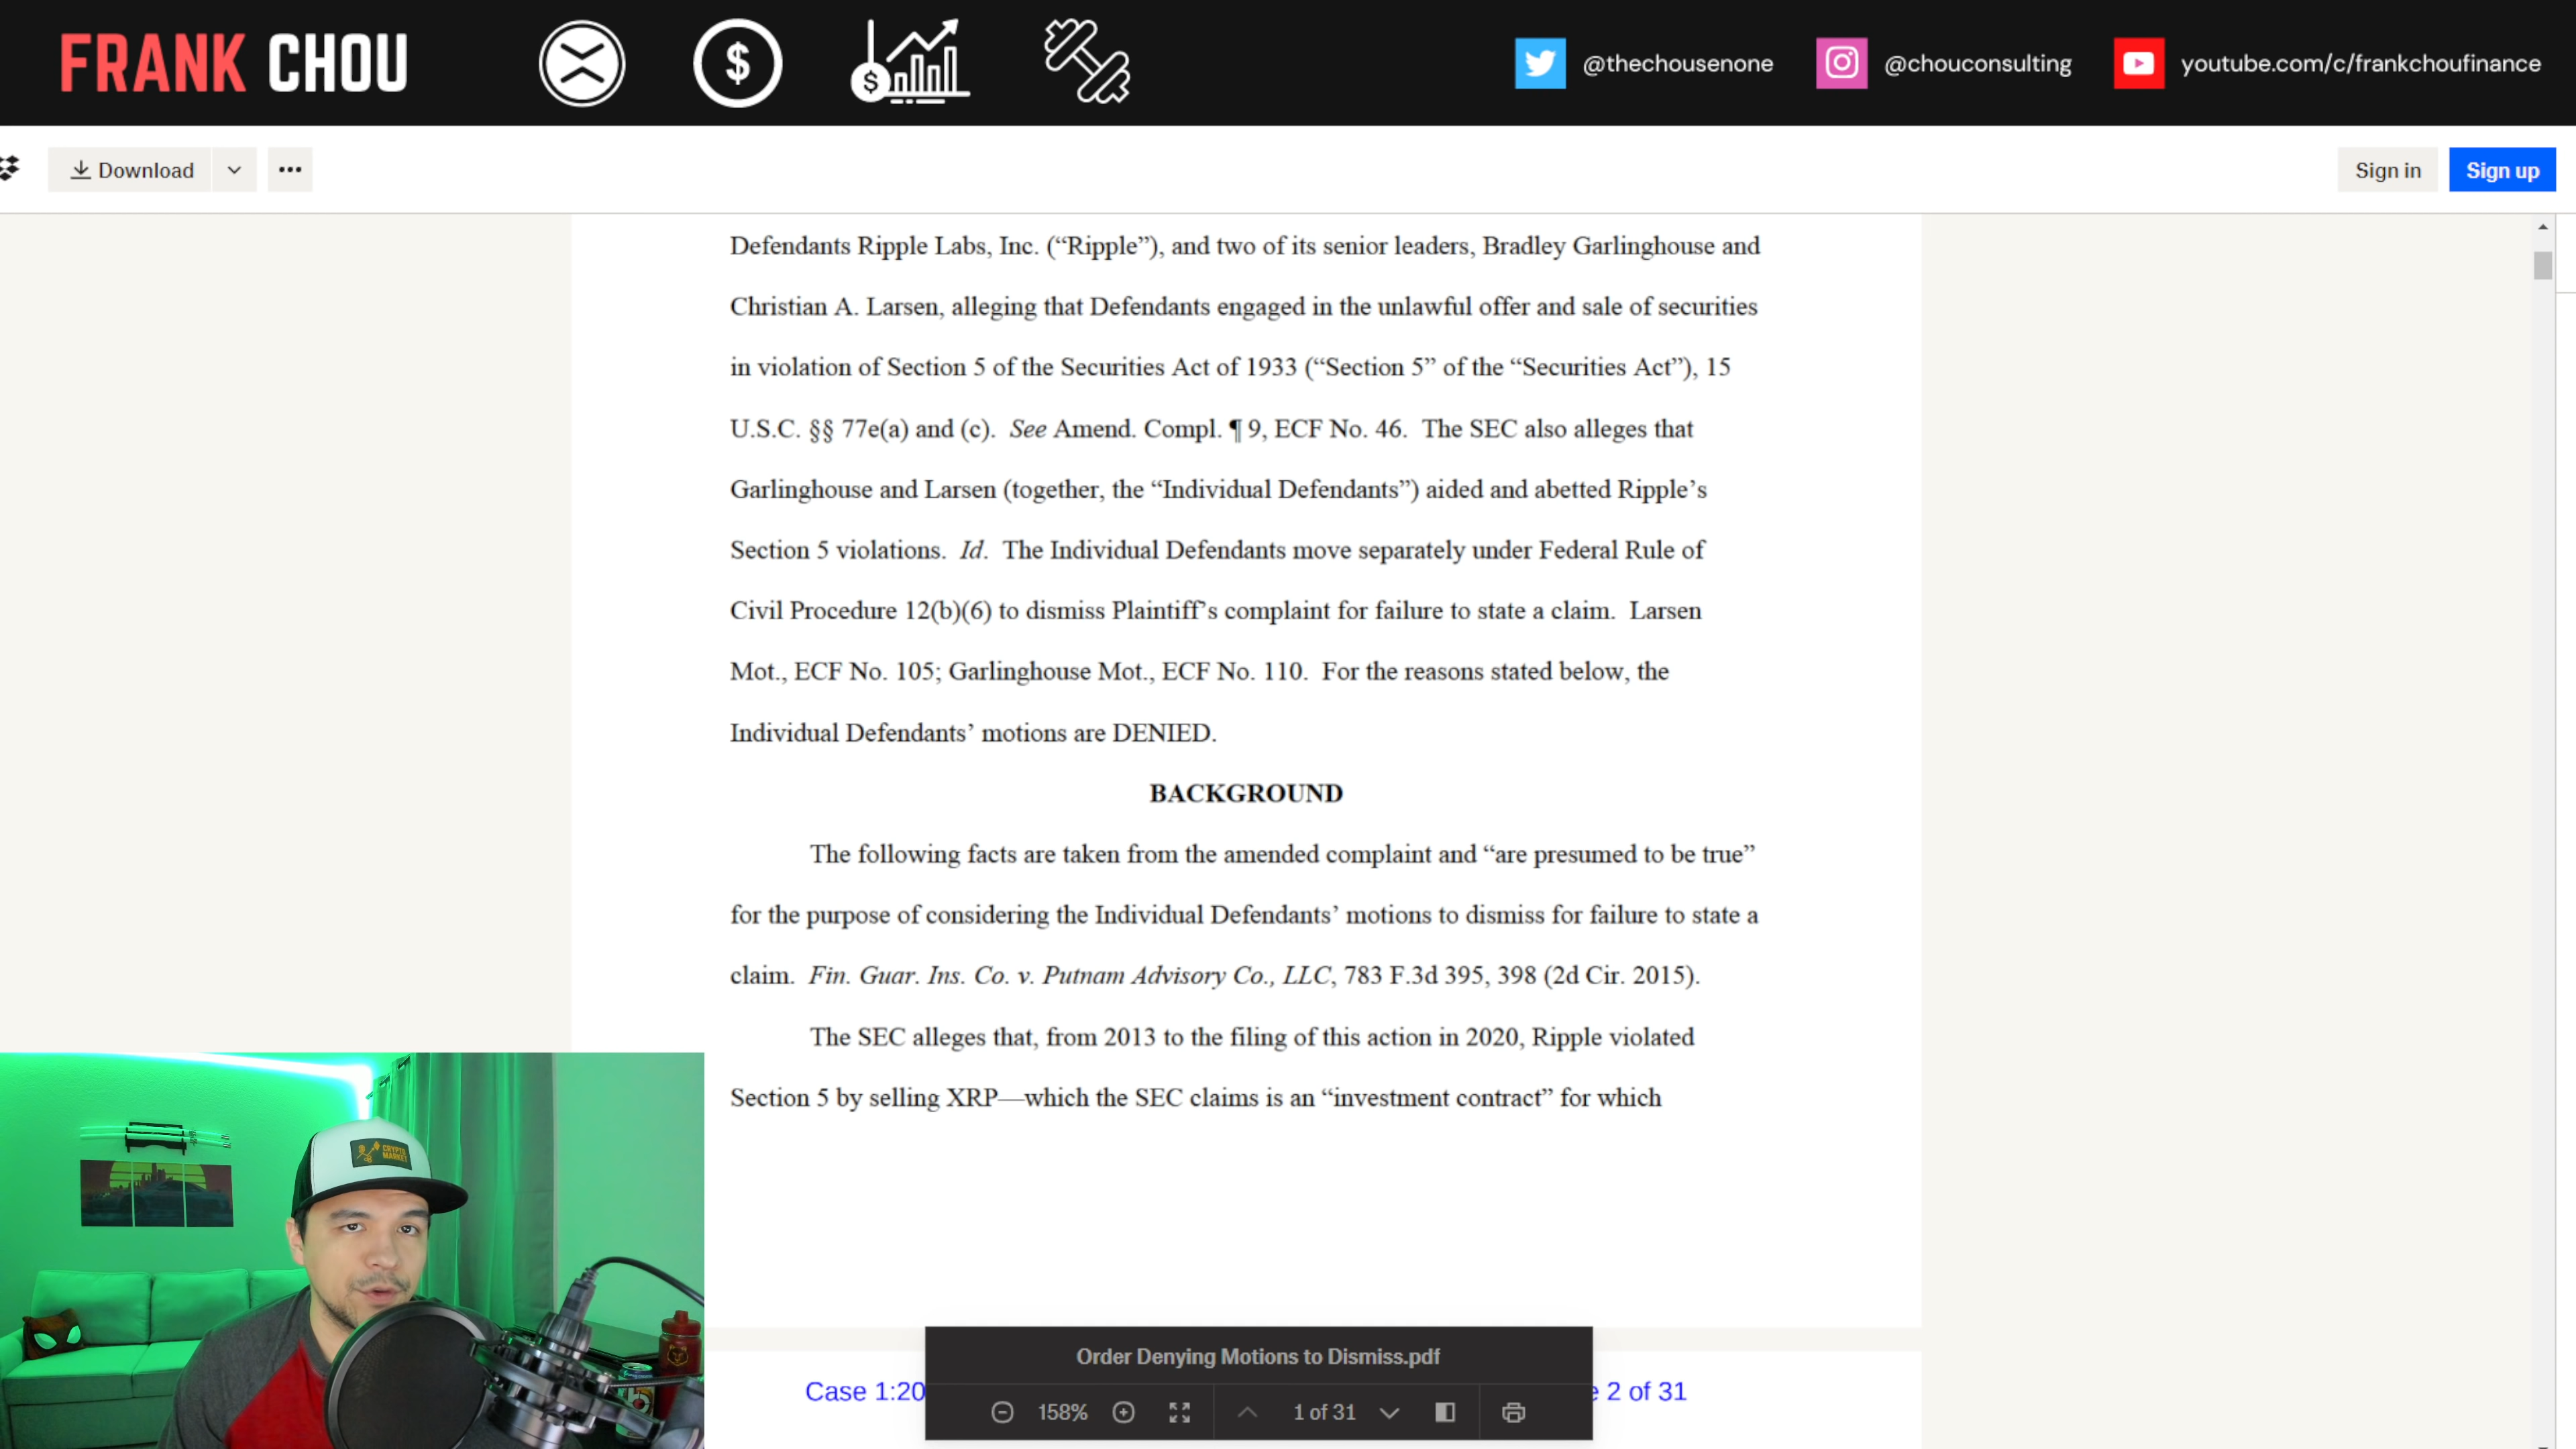 FRANK CHOU
@thechousenone
@chouconsulting
youtube.com/c/frankchoufinance
Download
Sign in
Sign up
Defendants Ripple Labs, Inc. (“Ripple”), and two of its senior leaders, Bradley Garlinghouse and
Christian A. Larsen, alleging that Defendants engaged in the unlawful offer and sale of securities
in violation of Section 5 of the Securities Act of 1933 (“Section 5” of the “Securities Act”), 15
U.S.C. §§ 77e(a) and (c).  See Amend. Compl. ¶ 9, ECF No. 46.  The SEC also alleges that
Garlinghouse and Larsen (together, the “Individual Defendants”) aided and abetted Ripple’s
Section 5 violations.  Id.  The Individual Defendants move separately under Federal Rule of
Civil Procedure 12(b)(6) to dismiss Plaintiff’s complaint for failure to state a claim.  Larsen
Mot., ECF No. 105; Garlinghouse Mot., ECF No. 110.  For the reasons stated below, the
Individual Defendants’ motions are DENIED.
BACKGROUND
The following facts are taken from the amended complaint and “are presumed to be true”
for the purpose of considering the Individual Defendants’ motions to dismiss for failure to state a
claim.  Fin. Guar. Ins. Co. v. Putnam Advisory Co., LLC, 783 F.3d 395, 398 (2d Cir. 2015).
The SEC alleges that, from 2013 to the filing of this action in 2020, Ripple violated
Section 5 by selling XRP—which the SEC claims is an “investment contract” for which
CRYPTO
MARKET
Order Denying Motions to Dismiss.pdf
Case 1:20
e 2 of 31
158%
1 of 31